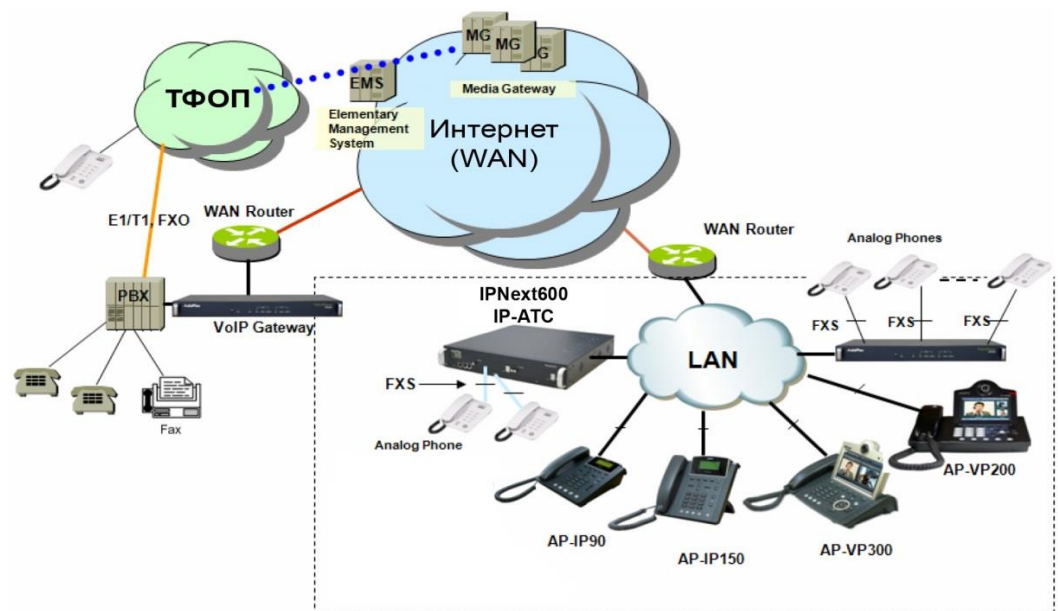 MG
MG
G
EMS
Media Gateway
ТФОП
Elementary
Management
System
Интернет
(WAN)
E1/T1, FXO
WAN Router
WAN Router
Analog Phones
PBX
VoIP Gateway
IPNext600
IP-ATC
FXS
FXS
FXS
LAN
FXS
Analog Phone
Fax
AP-VP200
AP-IP90
AP-IP150
AP-VP300